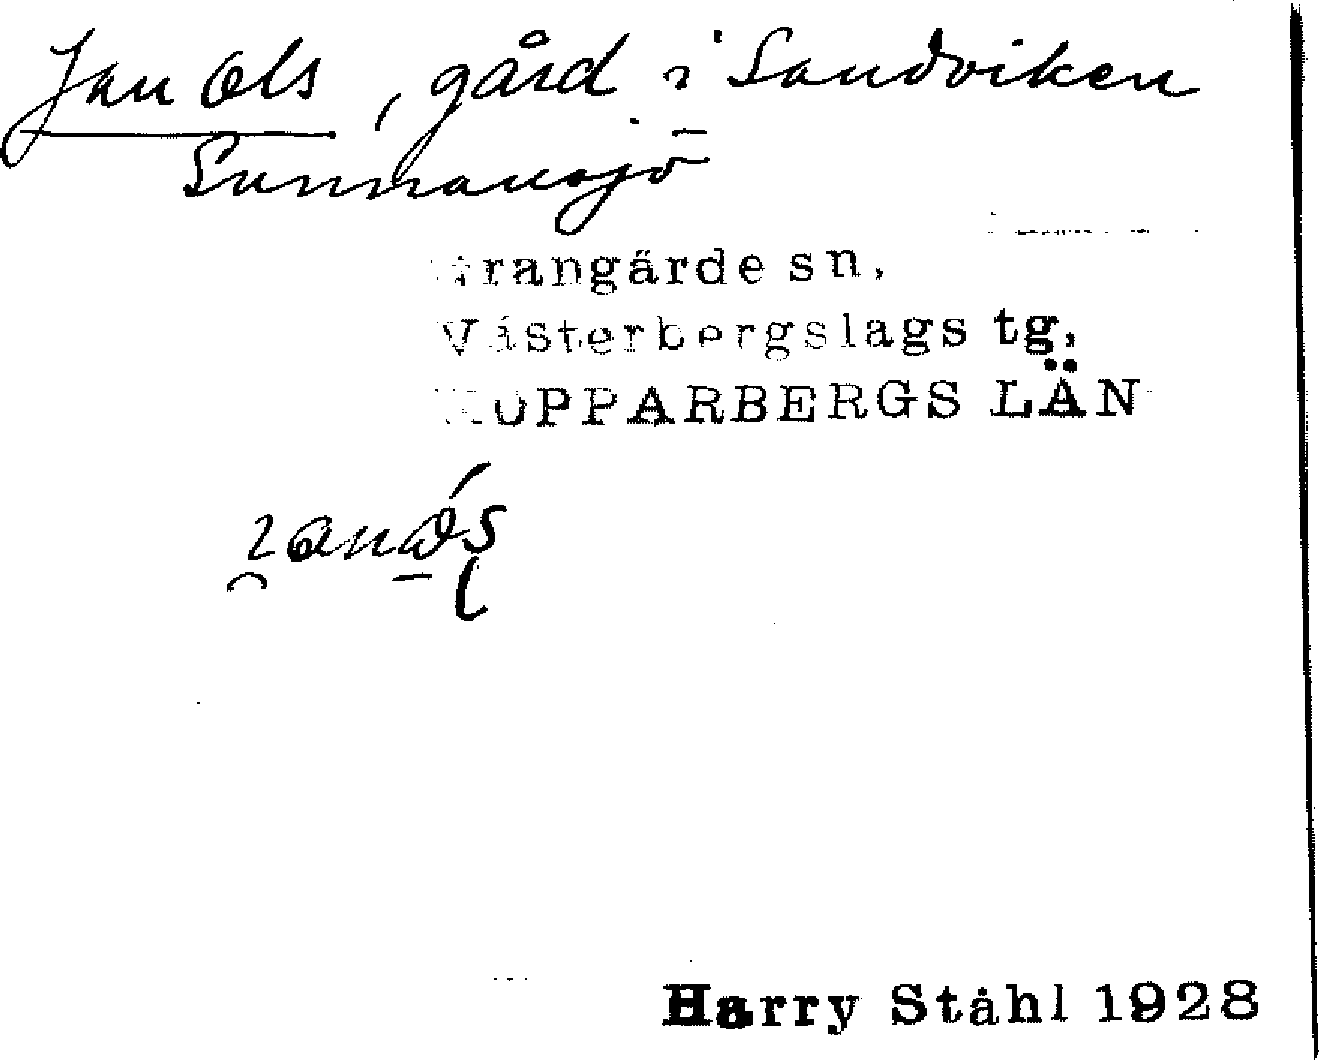 Jan Ols, gård i Sandviken
Sunnansjö
Grangärde sn,
Västerbergslags tg,
KOPPARBERGS LÄN
Harry Ståhl 1928